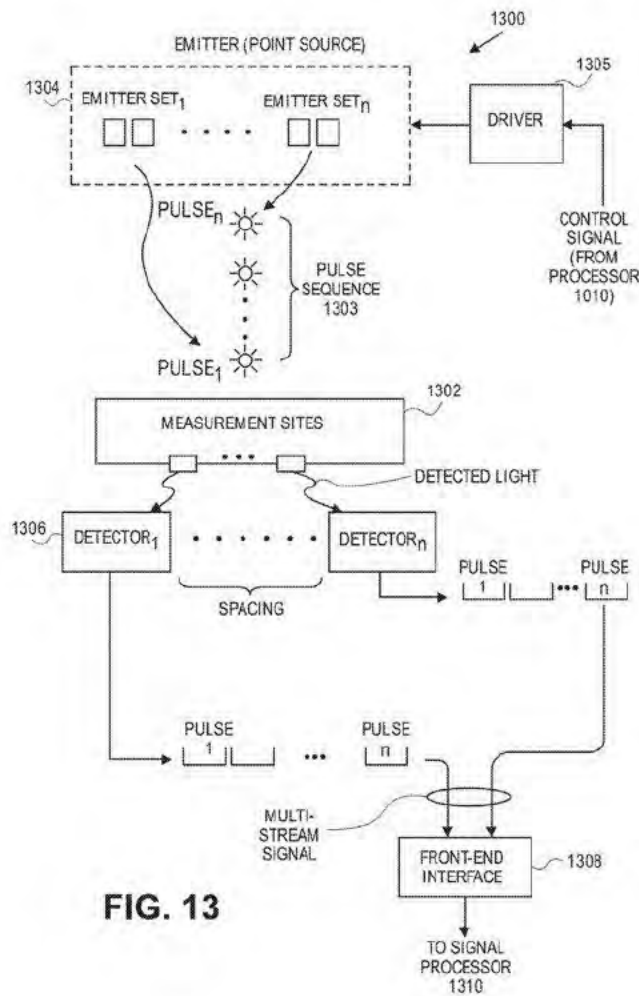 1300
EMITTER (POINT SOURCE)
1304
1305
EMITTER SET1
EMITTER SETn
DRIVER
PULSEn
CONTROL
SIGNAL
(FROM
PROCESSOR
1010)
PULSE
SEQUENCE
1303
PULSE1
1302
MEASUREMENT SITES
DETECTED LIGHT
1306
DETECTOR1
DETECTORn
SPACING
PULSE
1
PULSE
n
PULSE
1
PULSE
n
MULTI-
STREAM
SIGNAL
FRONT-END
INTERFACE
1308
FIG. 13
TO SIGNAL
PROCESSOR
1310